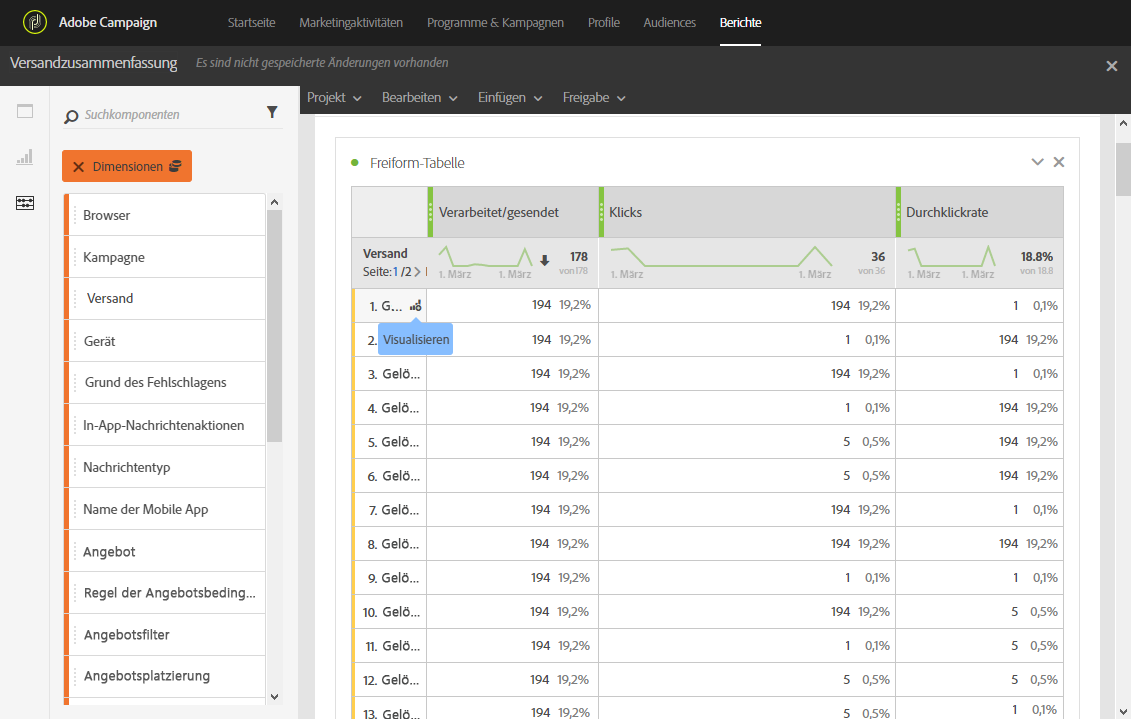 Adobe Campaign Startseite Marketingaktivitäten Programme & Kampagnen Profile Audiences Berichte
Versandzusammenfassung Es sind nicht gespeicherte Änderungen vorhanden
Suchkomponenten
Dimensionen
Browser
Kampagne
Versand
Gerät
Grund des Fehlschlagens
In-App-Nachrichtenaktionen
Nachrichtentyp
Name der Mobile App
Angebot
Regel der Angebotsbeding...
Angebotsfilter
Angebotsplatzierung
Projekt Bearbeiten Einfügen Freigabe
Freiform-Tabelle
Verarbeitet/gesendet Klicks Durchklickrate
Versand 178 36 18.8%
Seite:1 /2 > 1. März 1. März von178 1. März 1. März von 36 1. März 1. März von 18.8
1. G... 194 19,2% 194 19,2% 1 0,1%
Visualisieren
2. 194 19,2% 1 0,1% 194 19,2%
3. Gelö... 194 19,2% 194 19,2% 1 0,1%
4. Gelö... 194 19,2% 1 0,1% 194 19,2%
5. Gelö... 194 19,2% 5 0,5% 194 19,2%
6. Gelö... 194 19,2% 5 0,5% 194 19,2%
7. Gelö... 194 19,2% 194 19,2% 1 0,1%
8. Gelö... 194 19,2% 194 19,2% 194 19,2%
9. Gelö... 194 19,2% 1 0,1% 1 0,1%
10. Gelö... 194 19,2% 194 19,2% 5 0,5%
11. Gelö... 194 19,2% 1 0,1% 5 0,5%
12. Gelö... 194 19,2% 5 0,5% 5 0,5%
13. Gelö... 194 19,2% 5 0,5% 1 0,1%